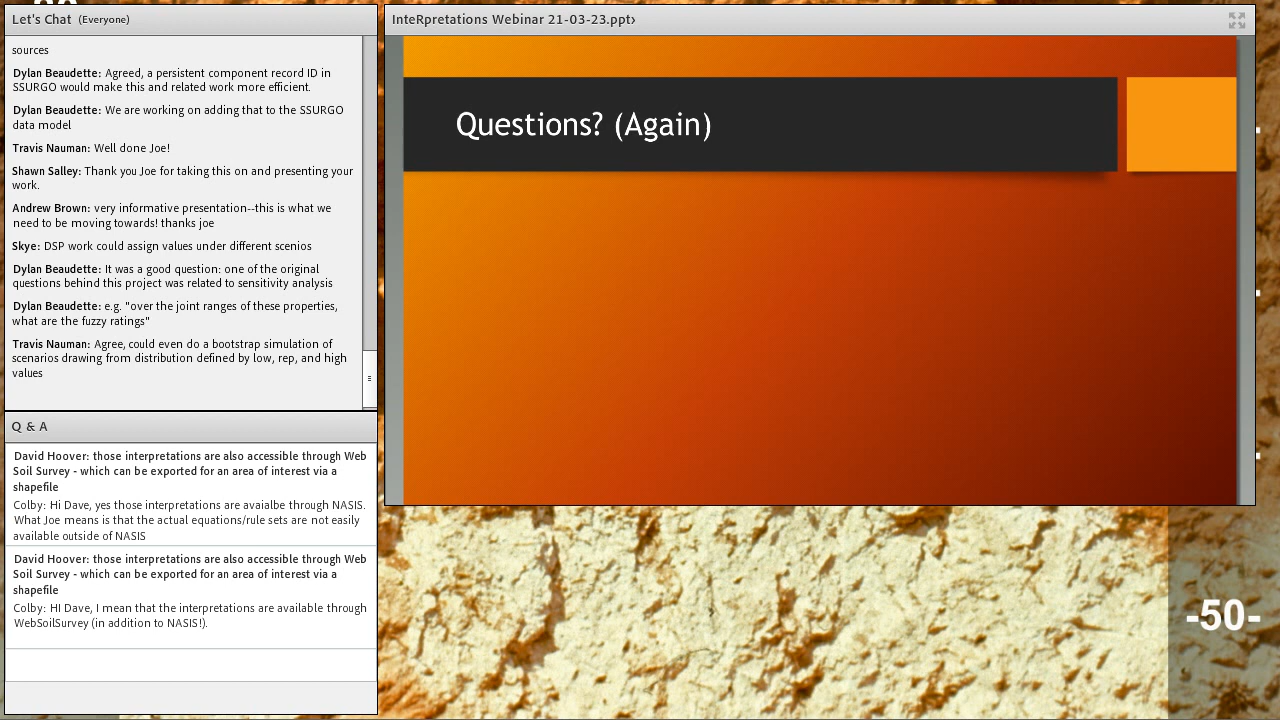 Let's Chat (Everyone)
sources
Dylan Beaudette: Agreed, a persistent component record ID in
SSURGO would make this and related work more efficient.
Dylan Beaudette: We are working on adding that to the SSURGO
data model
Travis Nauman: Well done Joe!
Shawn Salley: Thank you Joe for taking this on and presenting your
work.
Andrew Brown: very informative presentation--this is what we
need to be moving towards! thanks joe
Skye: DSP work could assign values under different scenios
Dylan Beaudette: It was a good question: one of the original
questions behind this project was related to sensitivity analysis
Dylan Beaudette: e.g. "over the joint ranges of these properties,
what are the fuzzy ratings"
Travis Nauman: Agree, could even do a bootstrap simulation of
scenarios drawing from distribution defined by low, rep, and high
values
Q & A
David Hoover: those interpretations are also accessible through Web
Soil Survey - which can be exported for an area of interest via a
shapefile
Colby: Hi Dave, yes those interpretations are avaialbe through NASIS.
What Joe means is that the actual equations/rule sets are not easily
available outside of NASIS
David Hoover: those interpretations are also accessible through Web
Soil Survey - which can be exported for an area of interest via a
shapefile
Colby: HI Dave, I mean that the interpretations are available through
WebSoilSurvey (in addition to NASIS!).
InteRpretations Webinar 21-03-23.ppt
Questions? (Again)
-50-